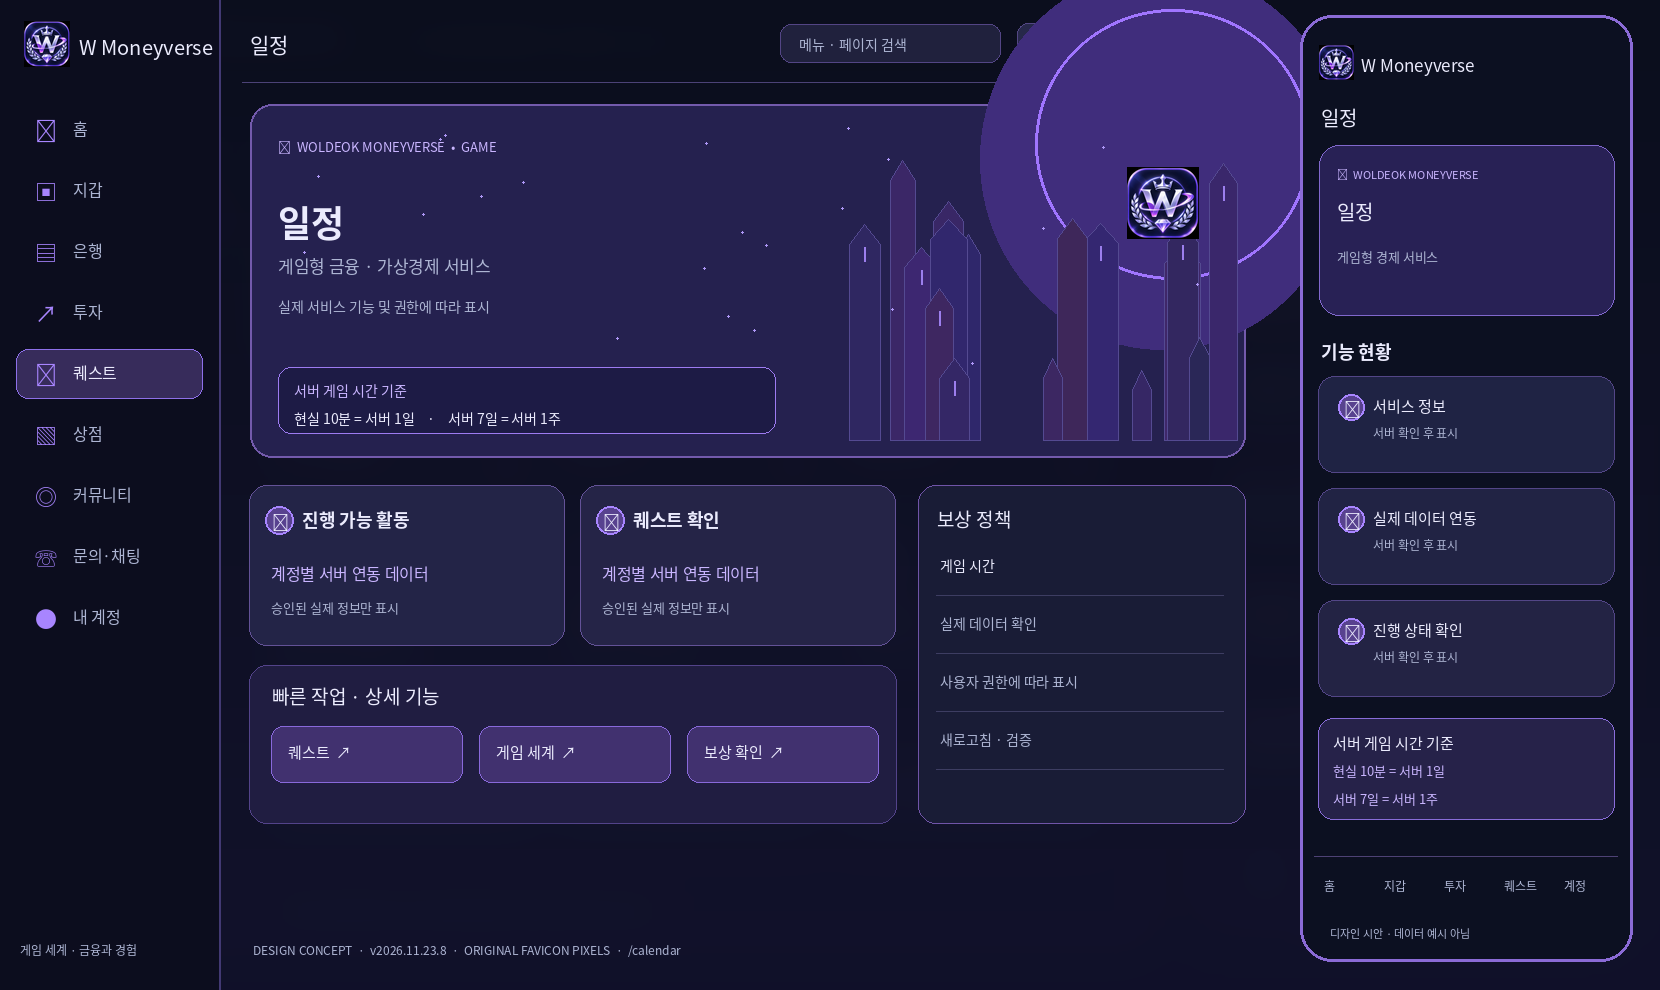 W Moneyverse
홈
지갑
은행
투자
퀘스트
상점
커뮤니티
문의·채팅
내 계정
게임 세계 · 금융과 경험
일정
메뉴 · 페이지 검색
WOLDEOK MONEYVERSE • GAME
일정
게임형 금융 · 가상경제 서비스
실제 서비스 기능 및 권한에 따라 표시
서버 게임 시간 기준
현실 10분 = 서버 1일 · 서버 7일 = 서버 1주
진행 가능 활동
계정별 서버 연동 데이터
승인된 실제 정보만 표시
퀘스트 확인
계정별 서버 연동 데이터
승인된 실제 정보만 표시
보상 정책
게임 시간
실제 데이터 확인
사용자 권한에 따라 표시
새로고침 · 검증
빠른 작업 · 상세 기능
퀘스트 ↗
게임 세계 ↗
보상 확인 ↗
DESIGN CONCEPT · v2026.11.23.8 · ORIGINAL FAVICON PIXELS · /calendar
W
W Moneyverse
일정
WOLDEOK MONEYVERSE
일정
게임형 경제 서비스
기능 현황
서비스 정보
서버 확인 후 표시
실제 데이터 연동
서버 확인 후 표시
진행 상태 확인
서버 확인 후 표시
서버 게임 시간 기준
현실 10분 = 서버 1일
서버 7일 = 서버 1주
홈 지갑 투자 퀘스트 계정
디자인 시안 · 데이터 예시 아님